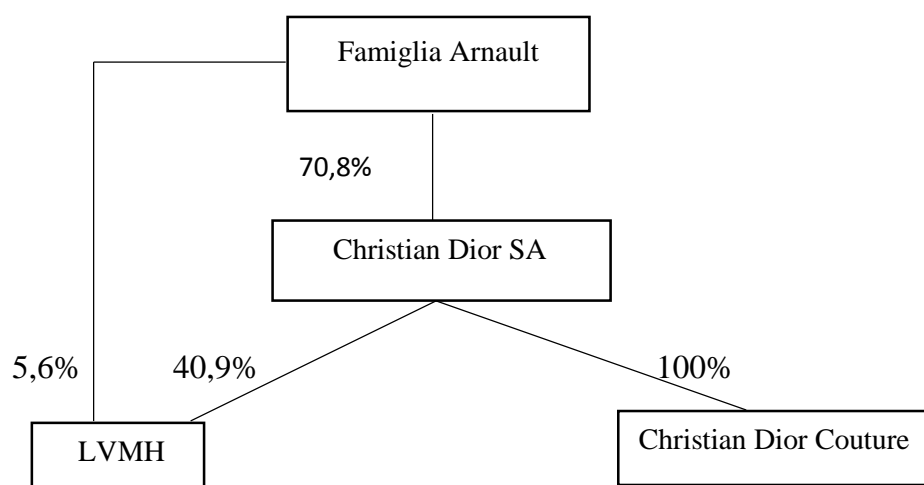 Famiglia Arnault
70,8%
Christian Dior SA
5,6%
40,9%
100%
LVMH
Christian Dior Couture